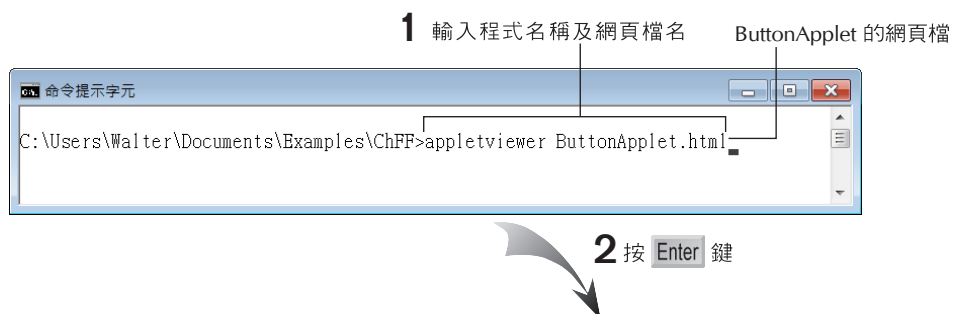 1 輸入程式名稱及網頁檔名
ButtonApplet 的網頁檔
命令提示字元
C:\Users\Walter\Documents\Examples\ChFF>appletviewer ButtonApplet.html
2 按 Enter 鍵